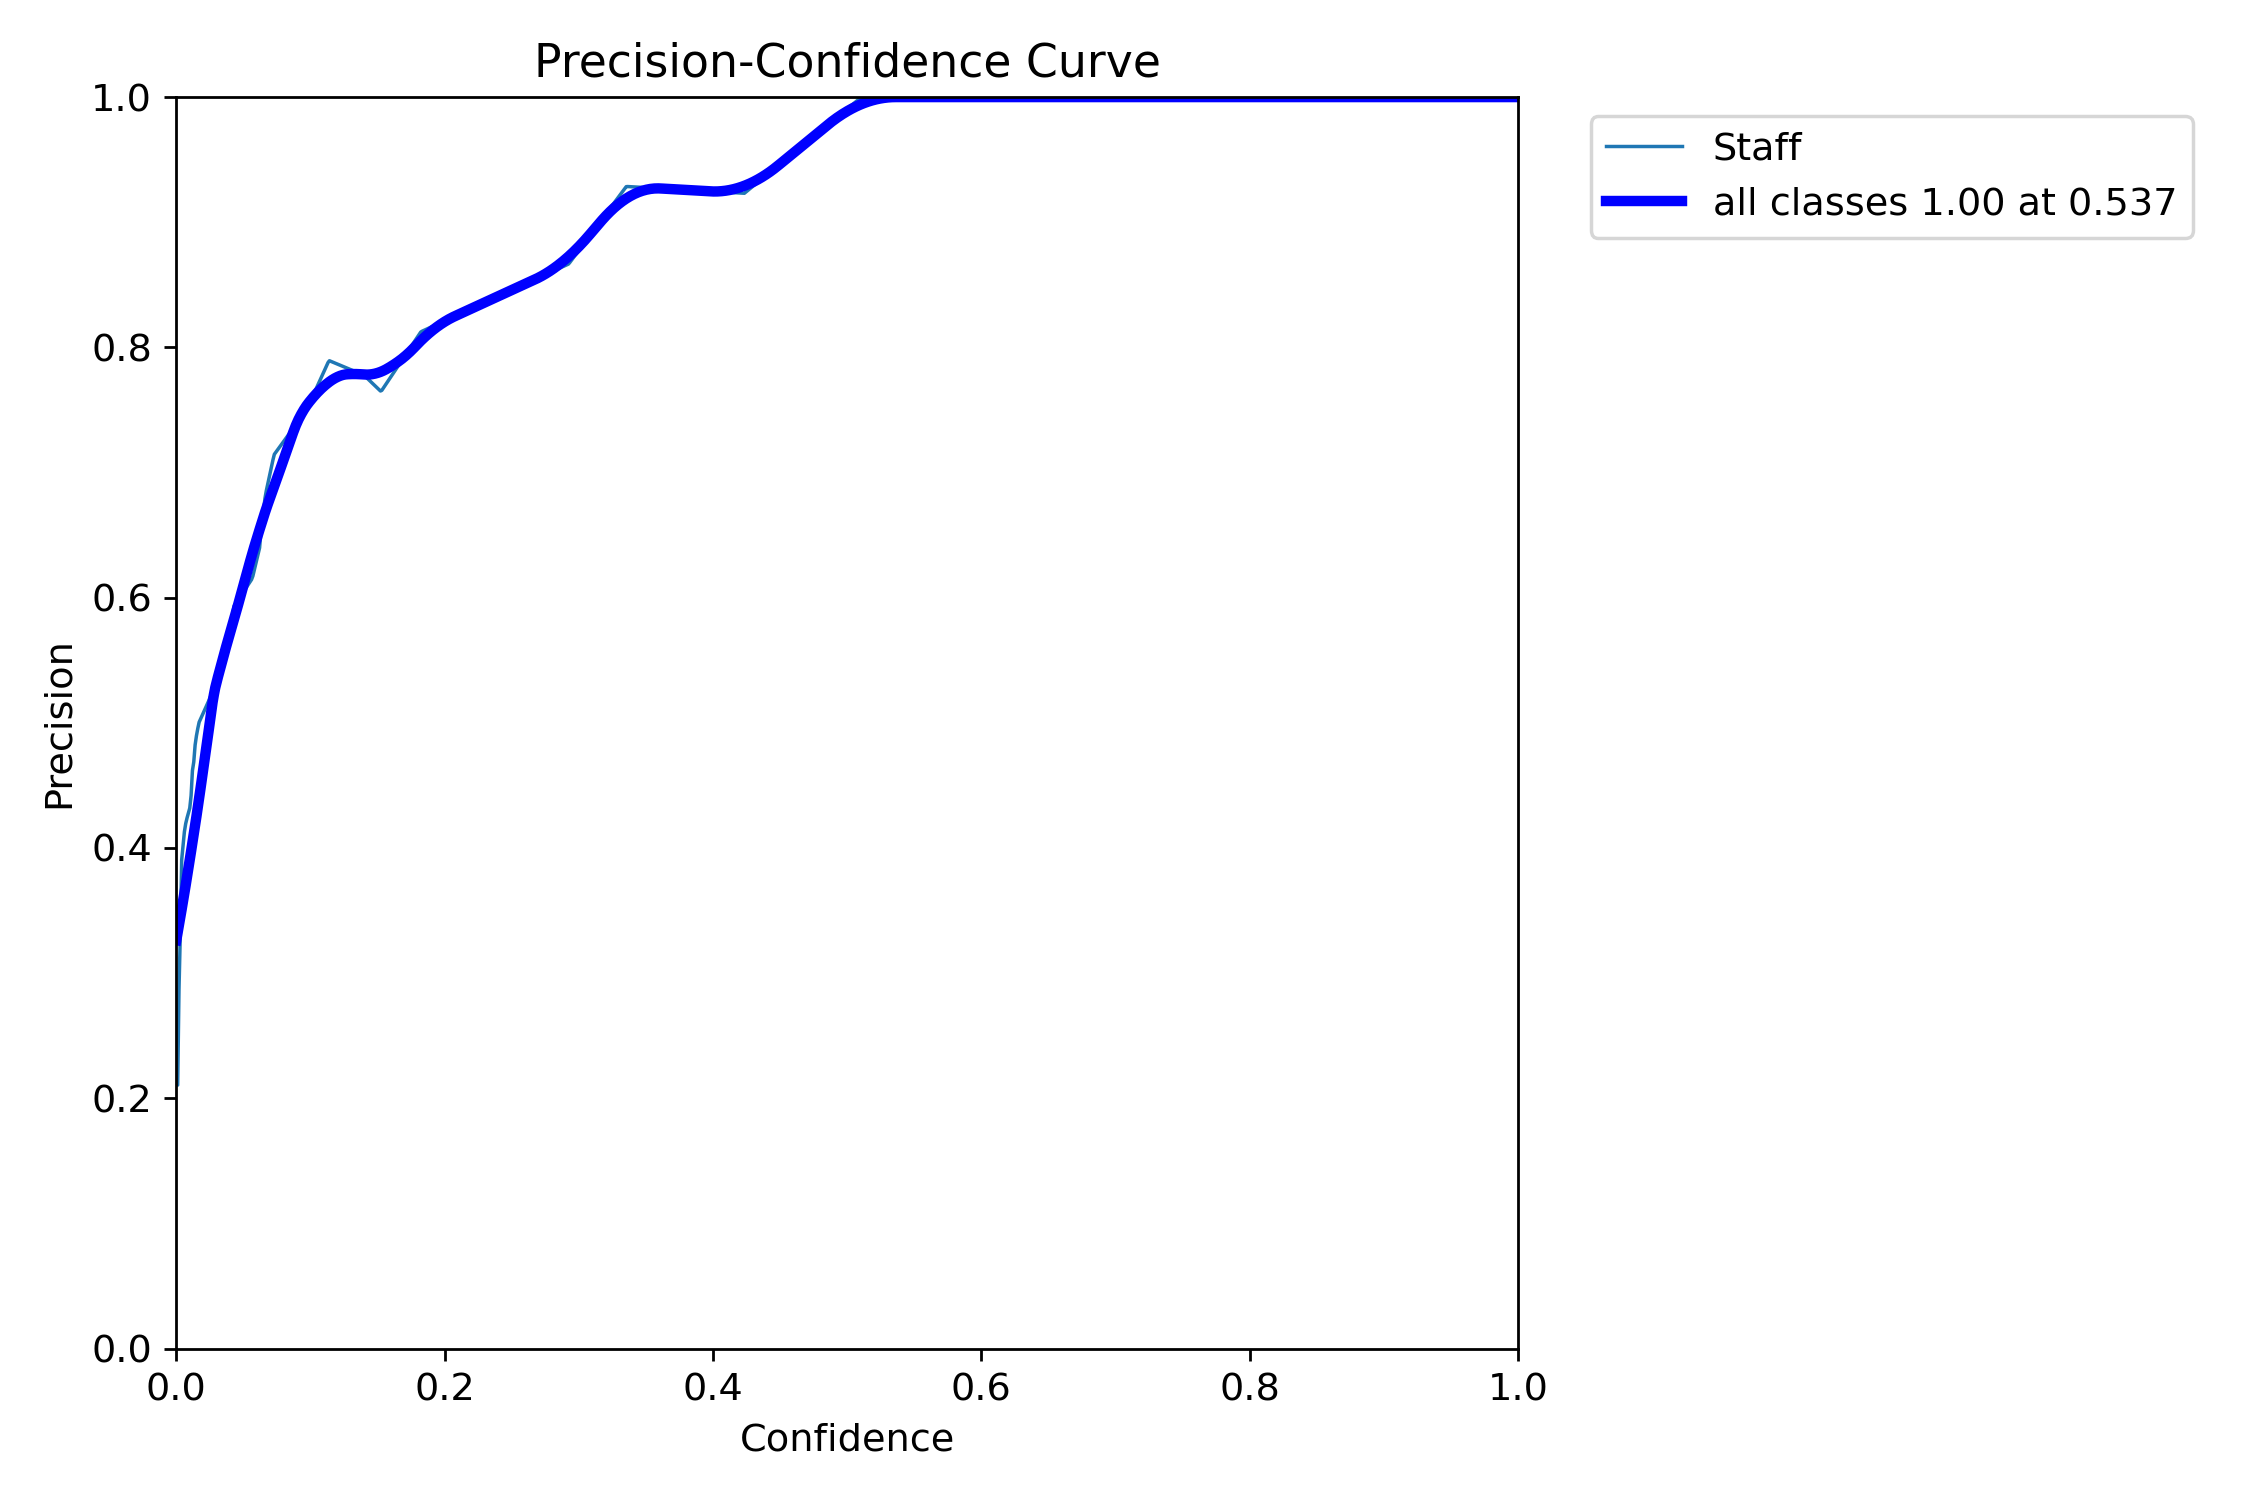 Precision-Confidence Curve
Staff
all classes 1.00 at 0.537
Precision
1.0
0.8
0.6
0.4
0.2
0.0
0.0 0.2 0.4 0.6 0.8 1.0
Confidence